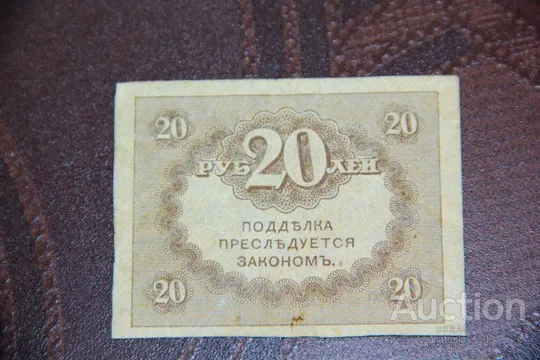 20 20
РУБ 20 ЛЕЙ
ПОДДѢЛКА
ПРЕСЛѢДУЕТСЯ
ЗАКОНОМЪ.
20 20
Auction